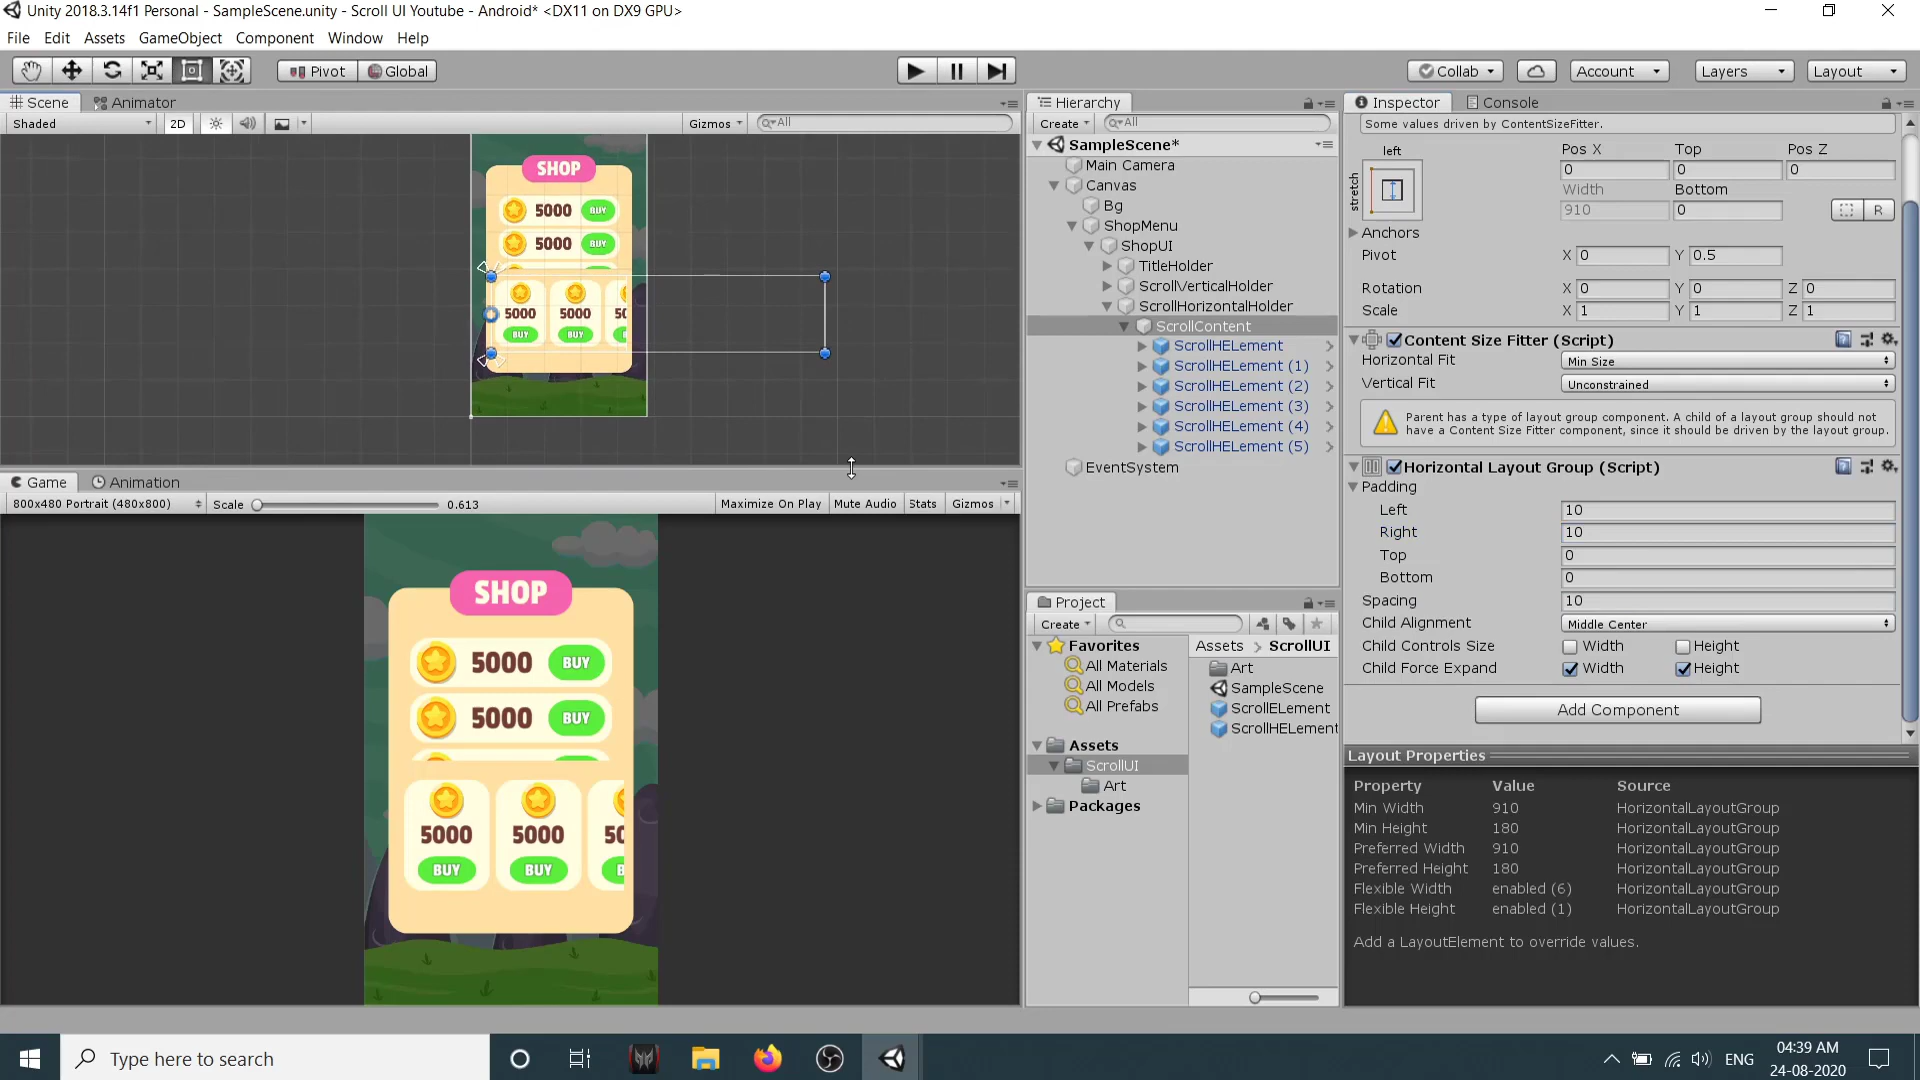 Unity 2018.3.14f1 Personal - SampleScene.unity - Scroll UI Youtube - Android* <DX11 on DX9 GPU>
File Edit Assets GameObject Component Window Help
Pivot Global Collab Account Layers Layout
Scene Animator
Shaded 2D Gizmos All
SHOP
5000 BUY
5000 BUY
5000 5000 50
BUY BUY B
Game Animation
800x480 Portrait (480x800) Scale 0.613 Maximize On Play Mute Audio Stats Gizmos
SHOP
5000 BUY
5000 BUY
5000 5000 50
BUY BUY B
Hierarchy
Create All
SampleScene*
Main Camera
Canvas
Bg
ShopMenu
ShopUI
TitleHolder
ScrollVerticalHolder
ScrollHorizontalHolder
ScrollContent
ScrollHELement
ScrollHELement (1)
ScrollHELement (2)
ScrollHELement (3)
ScrollHELement (4)
ScrollHELement (5)
EventSystem
Project
Create
Favorites
All Materials
All Models
All Prefabs
Assets
ScrollUI
Art
Packages
Assets > ScrollUI
Art
SampleScene
ScrollELement
ScrollHELement
Inspector Console
Some values driven by ContentSizeFitter.
left
stretch
Pos X Top Pos Z
0 0 0
Width Bottom
910 0 R
Anchors
Pivot X 0 Y 0.5
Rotation X 0 Y 0 Z 0
Scale X 1 Y 1 Z 1
Content Size Fitter (Script)
Horizontal Fit Min Size
Vertical Fit Unconstrained
Parent has a type of layout group component. A child of a layout group should not
have a Content Size Fitter component, since it should be driven by the layout group.
Horizontal Layout Group (Script)
Padding
Left 10
Right 10
Top 0
Bottom 0
Spacing 10
Child Alignment Middle Center
Child Controls Size Width Height
Child Force Expand Width Height
Add Component
Layout Properties
Property Value Source
Min Width 910 HorizontalLayoutGroup
Min Height 180 HorizontalLayoutGroup
Preferred Width 910 HorizontalLayoutGroup
Preferred Height 180 HorizontalLayoutGroup
Flexible Width enabled (6) HorizontalLayoutGroup
Flexible Height enabled (1) HorizontalLayoutGroup
Add a LayoutElement to override values.
Type here to search
ENG
04:39 AM
24-08-2020